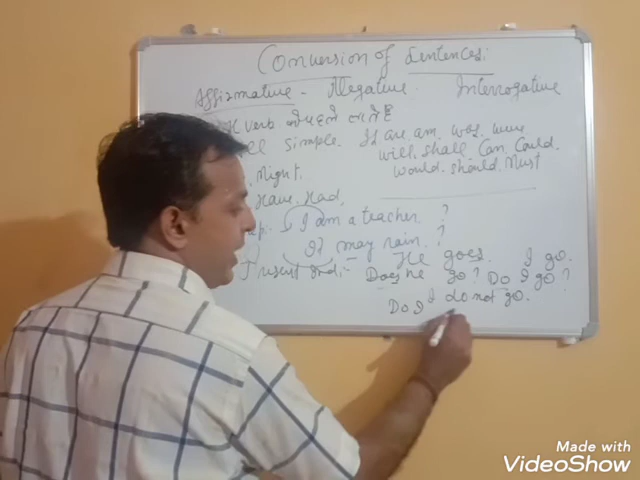 Conversion of Sentences:
Affirmative - Negative Interrogative
verb
Simple. Is are. am. was. were
will. shall. Can. Could.
Might. would. should. Must
Have. Had.
I am a teacher. ?
It may rain. ?
He goes. I go.
Present Ind:- Does he go? Do I go?
Do I I do not go.
Made with
VideoShow